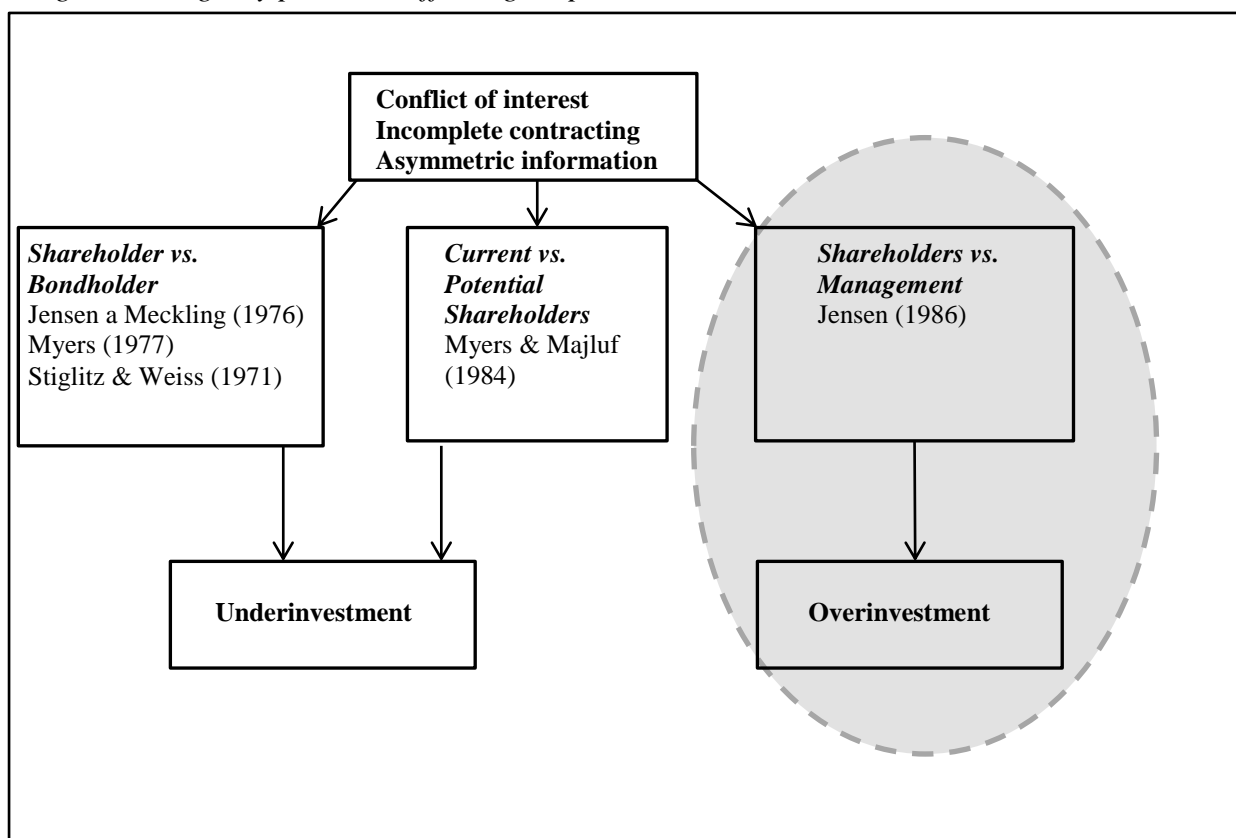 Conflict of interest
Incomplete contracting
Asymmetric information
Shareholder vs.
Bondholder
Jensen a Meckling (1976)
Myers (1977)
Stiglitz & Weiss (1971)
Current vs.
Potential
Shareholders
Myers & Majluf
(1984)
Shareholders vs.
Management
Jensen (1986)
Underinvestment
Overinvestment